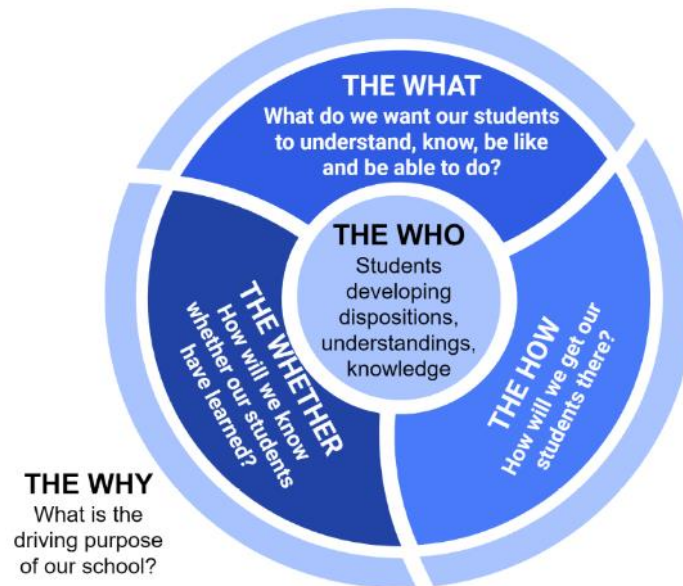 THE WHAT
What do we want our students
to understand, know, be like
and be able to do?
THE WHO
Students
developing
dispositions,
understandings,
knowledge
THE HOW
How will we get our
students there?
THE WHETHER
How will we know
whether our students
have learned?
THE WHY
What is the
driving purpose
of our school?